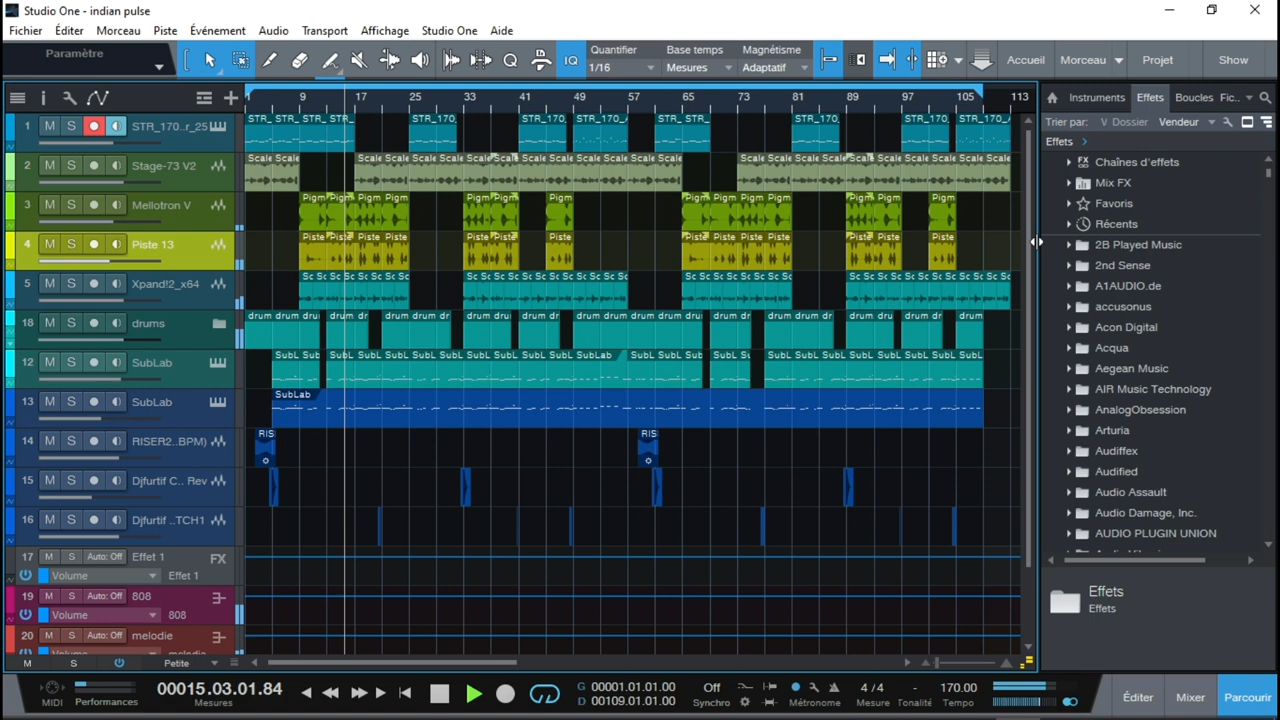 Studio One - indian pulse
Fichier Éditer Morceau Piste Événement Audio Transport Affichage Studio One Aide
Paramètre
IQ
Quantifier
1/16
Base temps
Mesures
Magnétisme
Adaptatif
Accueil Morceau Projet Show
9 17 25 33 41 49 57 65 73 81 89 97 105 113
Instruments Effets Boucles Fic..
Trier par: V Dossier Vendeur
Effets
1 M S STR_170..r_25
2 M S Stage-73 V2
3 M S Mellotron V
4 M S Piste 13
5 M S Xpand!2_x64
18 M S drums
12 M S SubLab
13 M S SubLab
14 M S RISER2..BPM)
15 M S Djfurtif C.. Rev
16 M S Djfurtif ..TCH1
17 M S Auto: Off Effet 1 FX
Volume Effet 1
19 M S Auto: Off 808
Volume 808
20 M S Auto: Off melodie
M S Petite
SubLab
SubLab
RIS RIS
FX Chaînes d'effets
Mix FX
Favoris
Récents
2B Played Music
2nd Sense
A1AUDIO.de
accusonus
Acon Digital
Acqua
Aegean Music
AIR Music Technology
AnalogObsession
Arturia
Audiffex
Audified
Audio Assault
Audio Damage, Inc.
AUDIO PLUGIN UNION
Effets
Effets
MIDI
Performances
00015.03.01.84
Mesures
G 00001.01.01.00
D 00109.01.01.00
Off
Synchro
Métronome
4 / 4
Mesure
-
Tonalité
170.00
Tempo
Éditer Mixer Parcourir